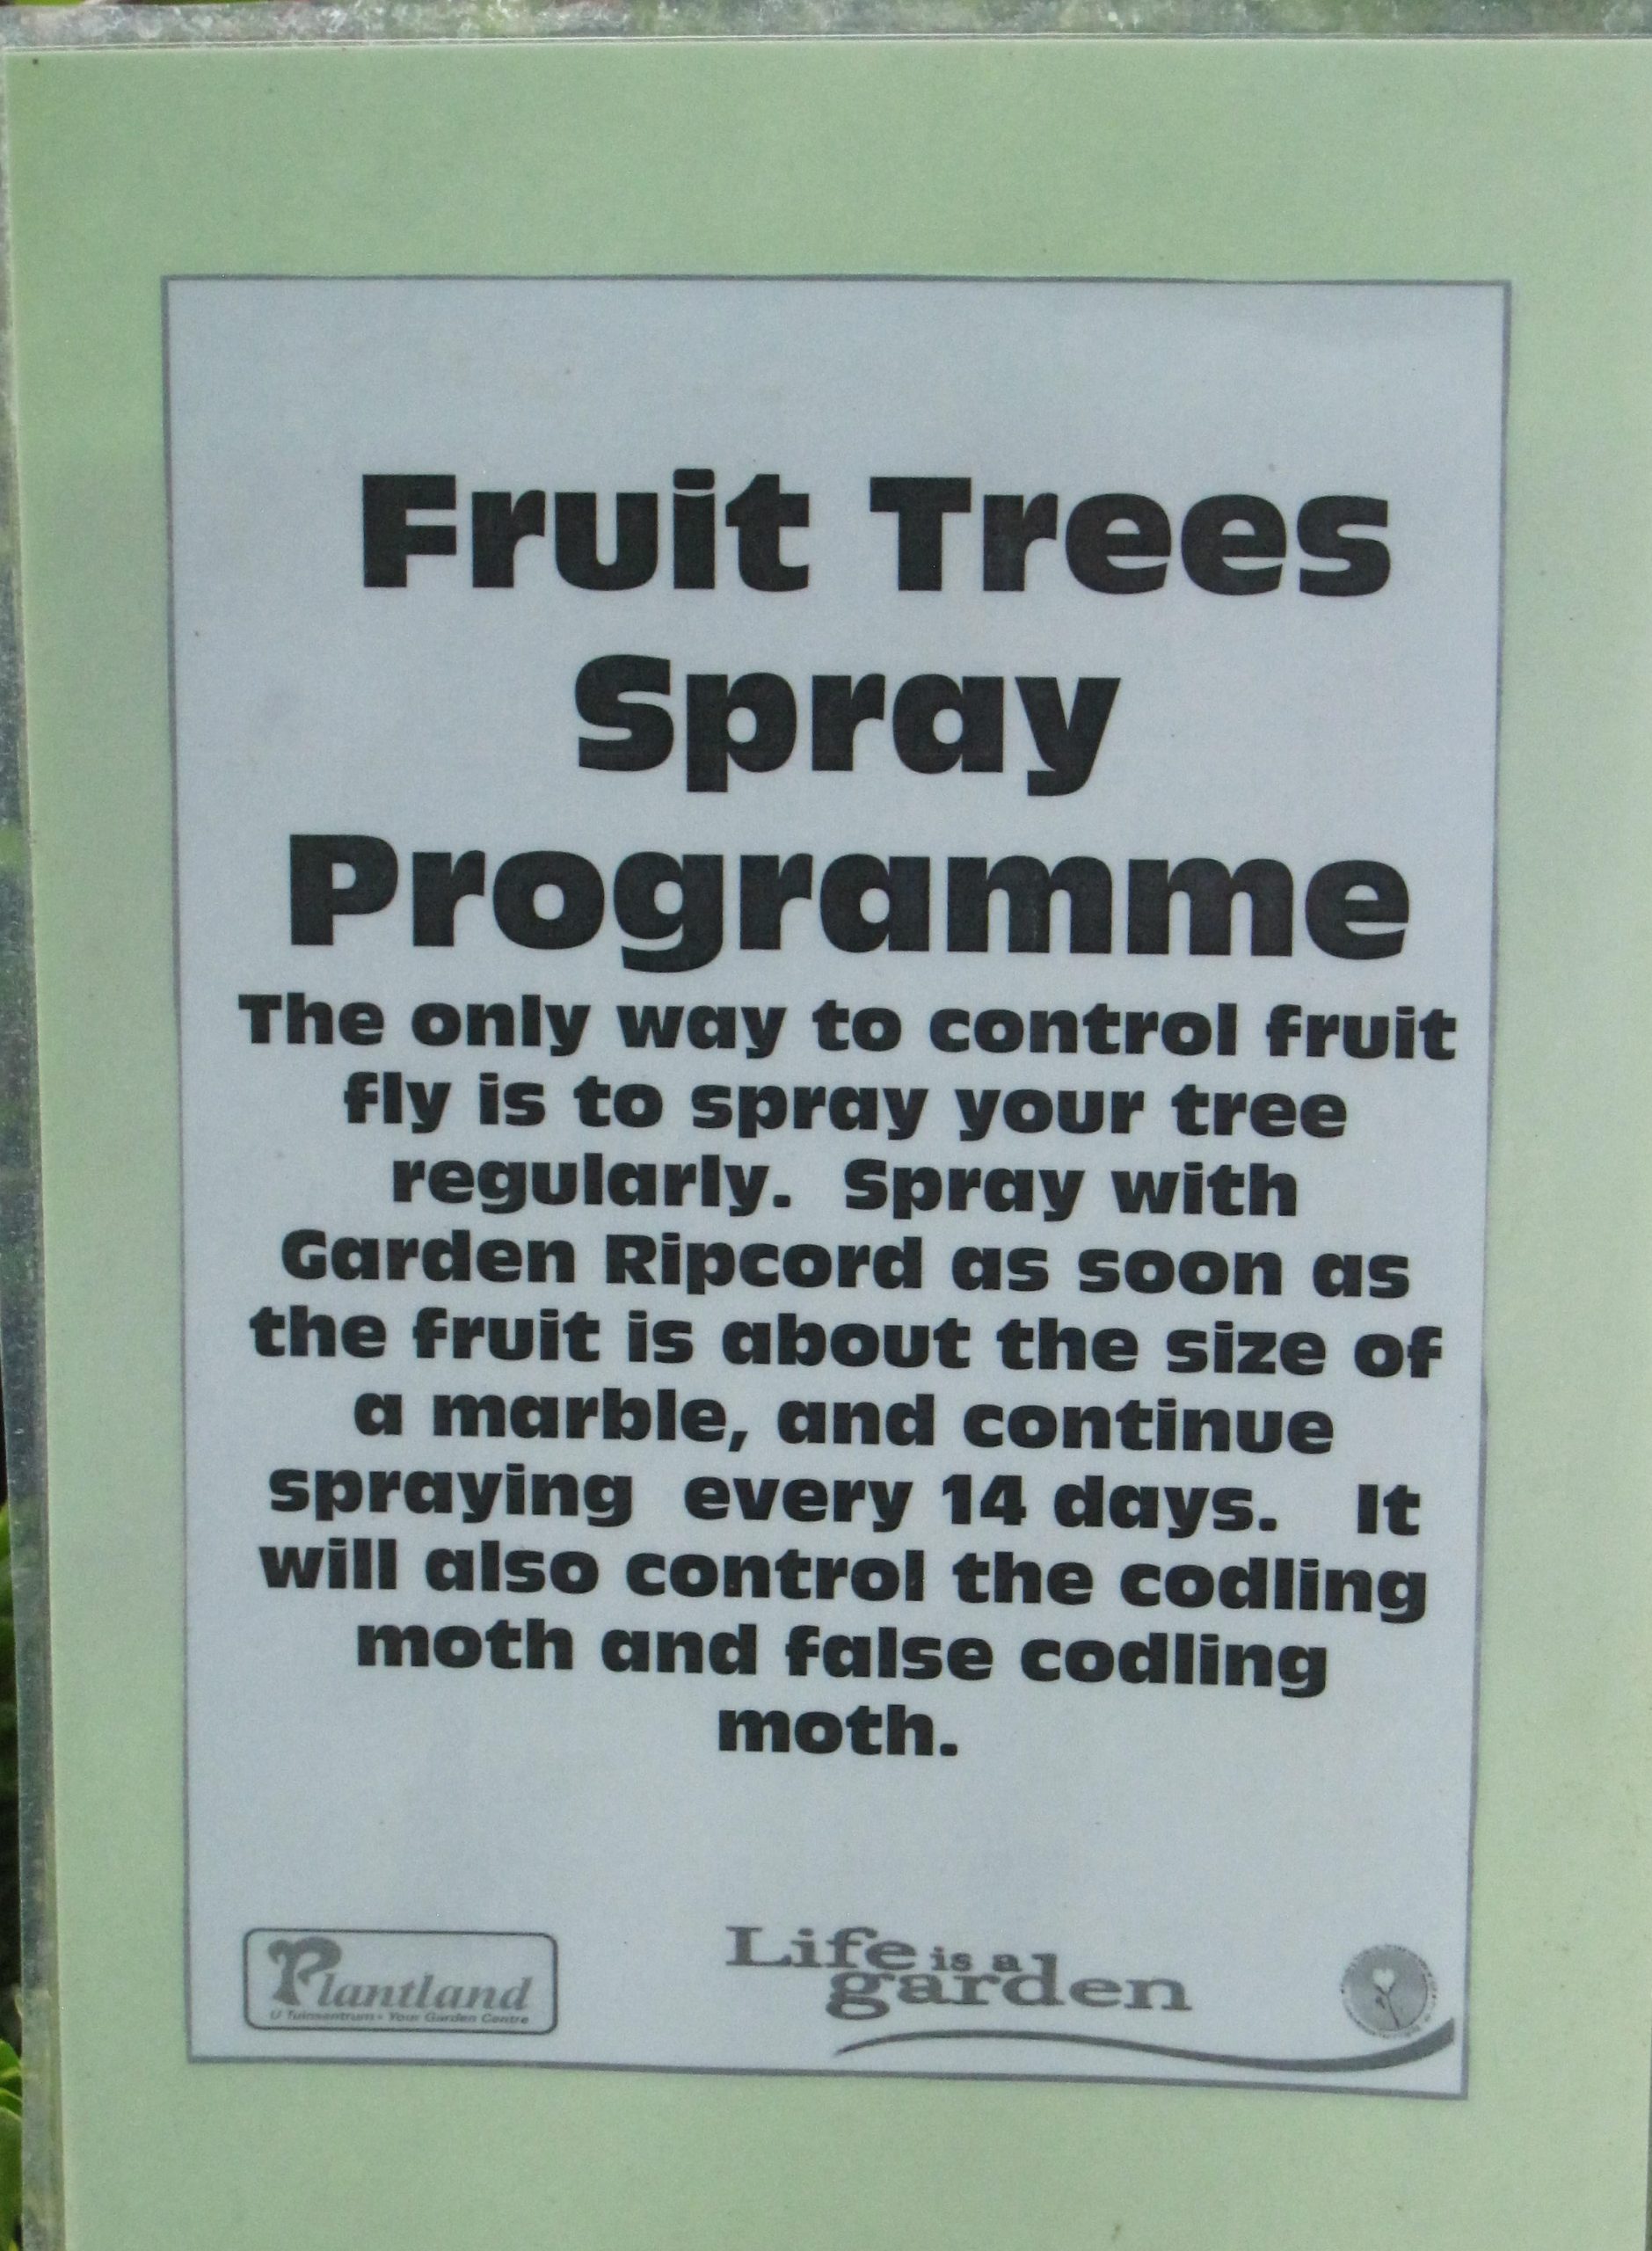 Fruit Trees
Spray
Programme
The only way to control fruit
fly is to spray your tree
regularly.  Spray with
Garden Ripcord as soon as
the fruit is about the size of
a marble, and continue
spraying  every 14 days.   It
will also control the codling
moth and false codling
moth.
Plantland
U Tuinsentrum • Your Garden Centre
Life is a
garden